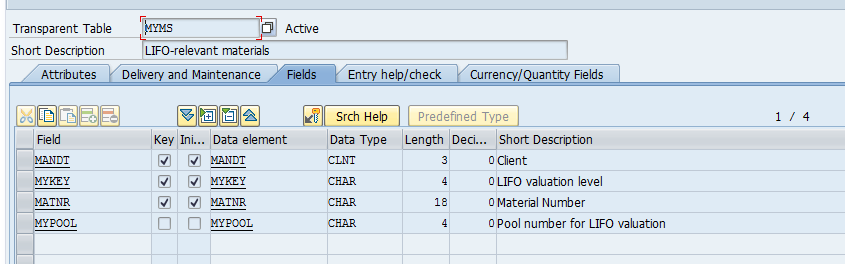 Transparent Table MYMS Active
Short Description LIFO-relevant materials
Attributes Delivery and Maintenance Fields Entry help/check Currency/Quantity Fields
Srch Help Predefined Type 1 / 4
Field Key Ini... Data element Data Type Length Deci... Short Description
MANDT MANDT CLNT 3 0 Client
MYKEY MYKEY CHAR 4 0 LIFO valuation level
MATNR MATNR CHAR 18 0 Material Number
MYPOOL MYPOOL CHAR 4 0 Pool number for LIFO valuation